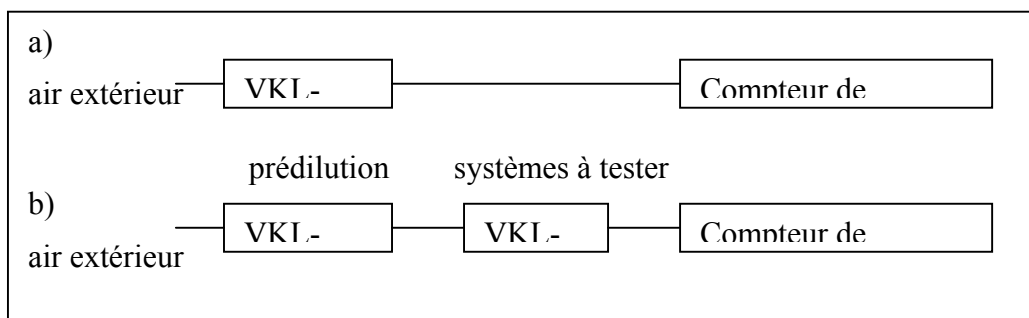 a)
air extérieur VKL- Compteur de
prédilution systèmes à tester
b)
air extérieur VKL- VKL- Compteur de